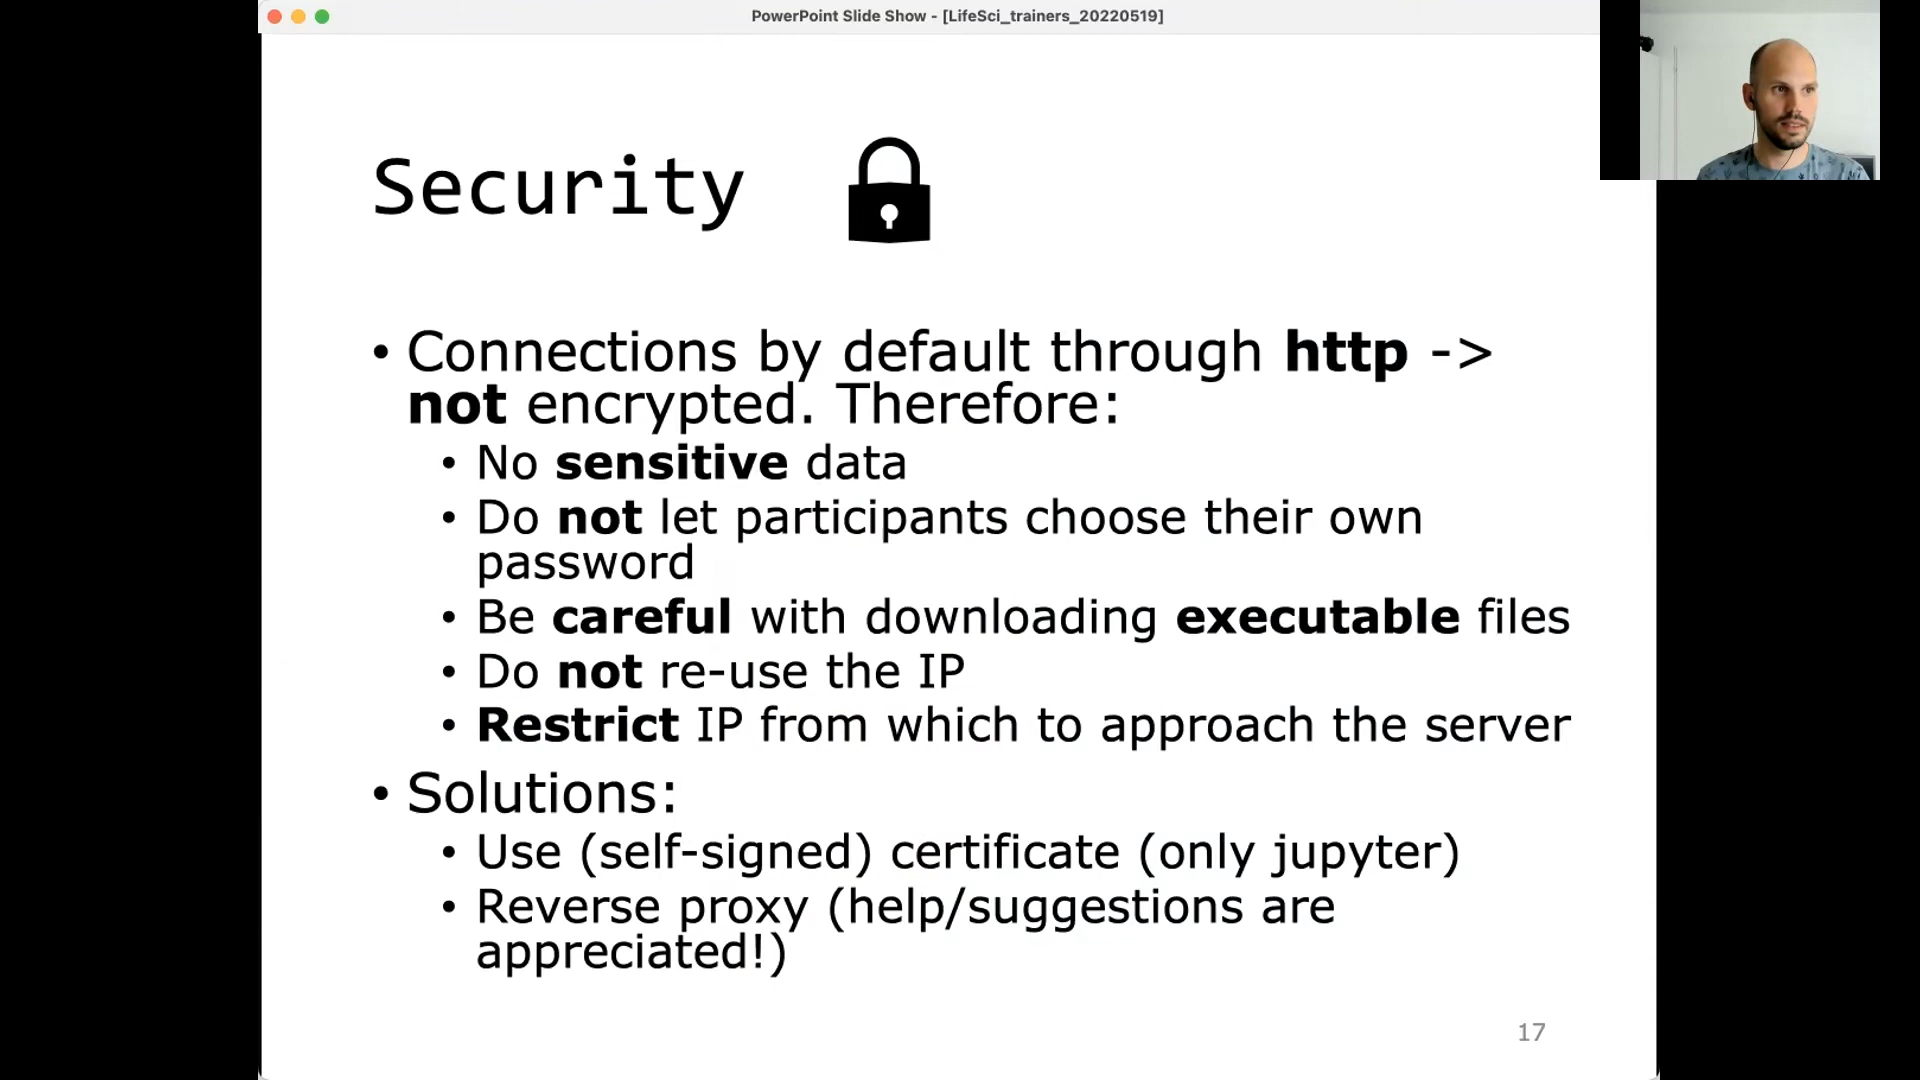 PowerPoint Slide Show - [LifeSci_trainers_20220519]
Security
• Connections by default through http ->
not encrypted. Therefore:
• No sensitive data
• Do not let participants choose their own
password
• Be careful with downloading executable files
• Do not re-use the IP
• Restrict IP from which to approach the server
• Solutions:
• Use (self-signed) certificate (only jupyter)
• Reverse proxy (help/suggestions are
appreciated!)
17